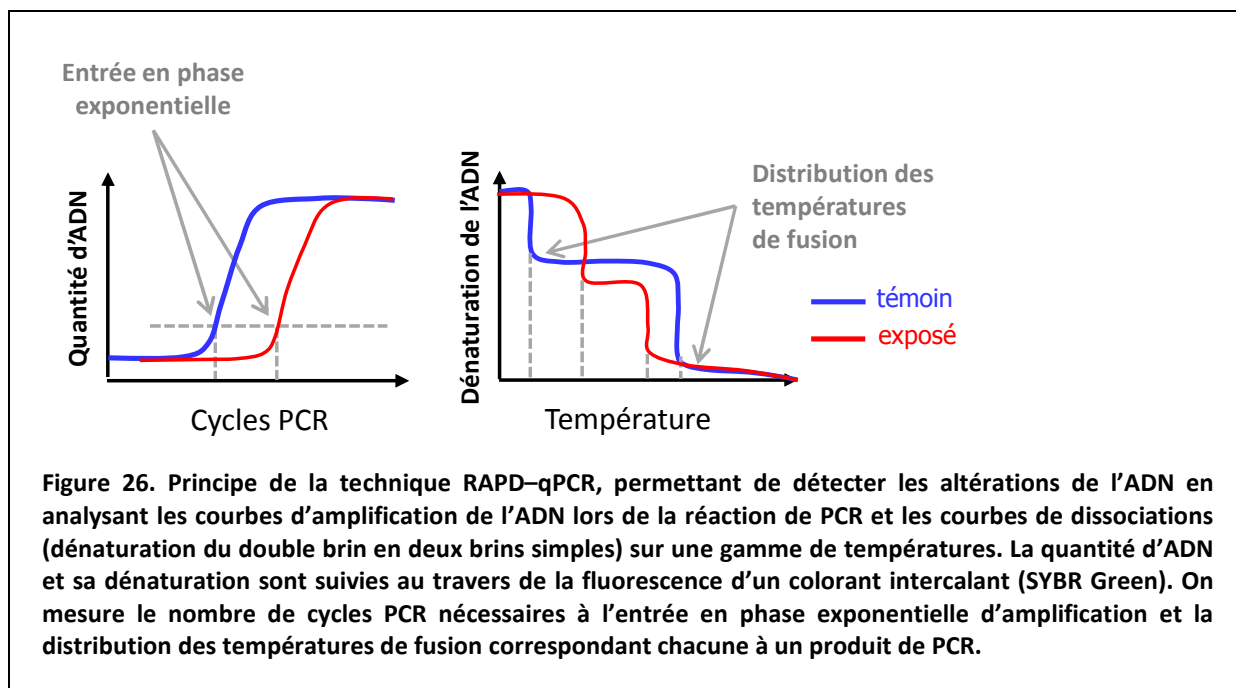 Entrée en phase
exponentielle
Quantité d’ADN
Cycles PCR
Dénaturation de l’ADN
Température
Distribution des
températures
de fusion
témoin
exposé
Figure 26. Principe de la technique RAPD–qPCR, permettant de détecter les altérations de l’ADN en
analysant les courbes d’amplification de l’ADN lors de la réaction de PCR et les courbes de dissociations
(dénaturation du double brin en deux brins simples) sur une gamme de températures. La quantité d’ADN
et sa dénaturation sont suivies au travers de la fluorescence d’un colorant intercalant (SYBR Green). On
mesure le nombre de cycles PCR nécessaires à l’entrée en phase exponentielle d’amplification et la
distribution des températures de fusion correspondant chacune à un produit de PCR.